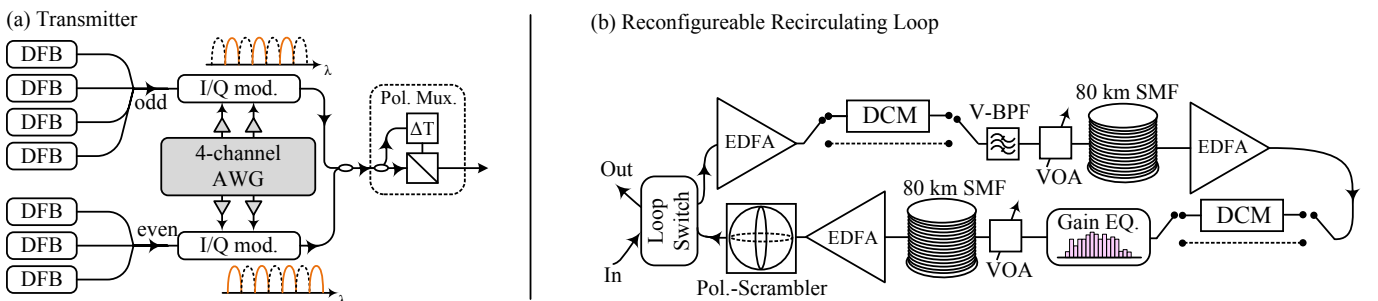 (a) Transmitter
DFB
DFB
DFB
DFB
odd
I/Q mod.
λ
4-channel
AWG
DFB
DFB
DFB
even
I/Q mod.
λ
Pol. Mux.
ΔT
(b) Reconfigureable Recirculating Loop
Out
In
Loop
Switch
EDFA
DCM
V-BPF
VOA
80 km SMF
EDFA
DCM
Gain EQ.
VOA
80 km SMF
EDFA
Pol.-Scrambler